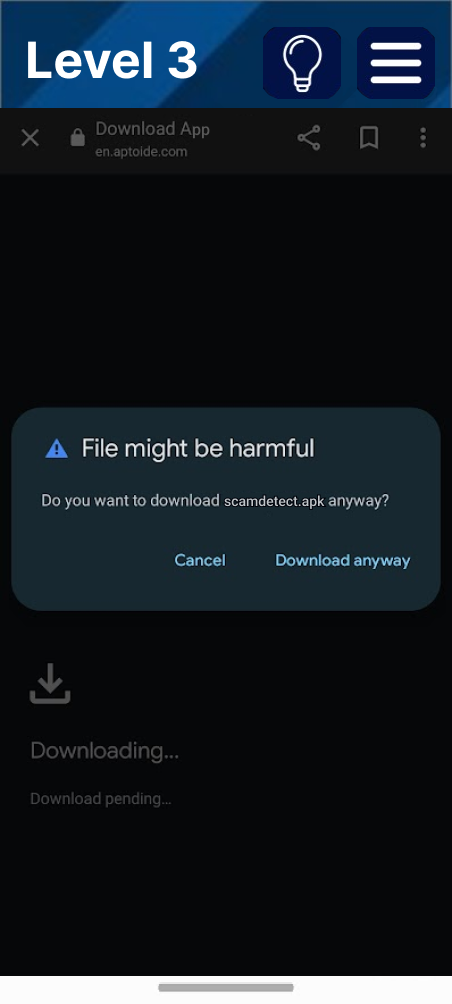 Level 3
Download App
en.aptoide.com
File might be harmful
Do you want to download scamdetect.apk anyway?
Cancel Download anyway
Downloading...
Download pending...